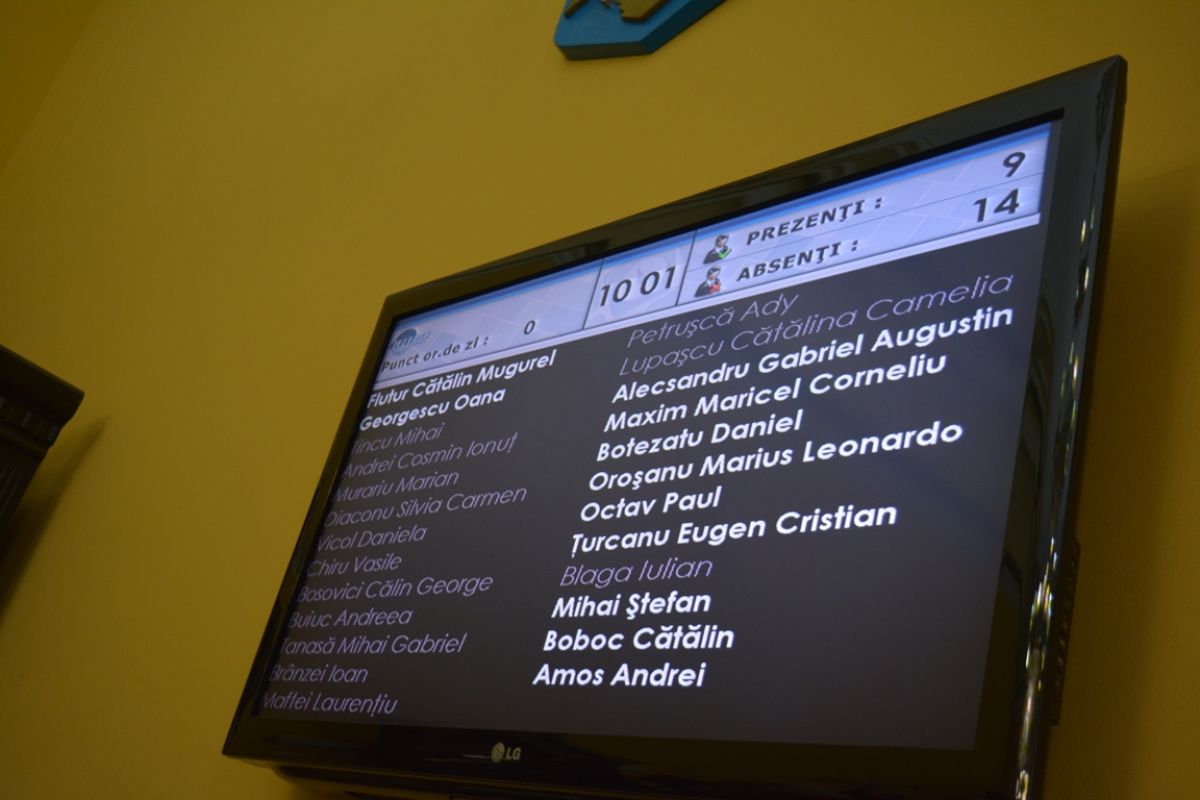 Punct or.de zi : 0
10 01
PREZENŢI : 9
ABSENŢI : 14
Flutur Cătălin Mugurel
Georgescu Oana
Tincu Mihai
Andrei Cosmin Ionuț
Murariu Marian
Diaconu Silvia Carmen
Vicol Daniela
Chiru Vasile
Bosovici Călin George
Buiuc Andreea
Tanasă Mihai Gabriel
Brânzei Ioan
Maftei Laurențiu
Petruşcă Ady
Lupaşcu Cătălina Camelia
Alecsandru Gabriel Augustin
Maxim Maricel Corneliu
Botezatu Daniel
Oroşanu Marius Leonardo
Octav Paul
Țurcanu Eugen Cristian
Blaga Iulian
Mihai Ştefan
Boboc Cătălin
Amos Andrei
LG